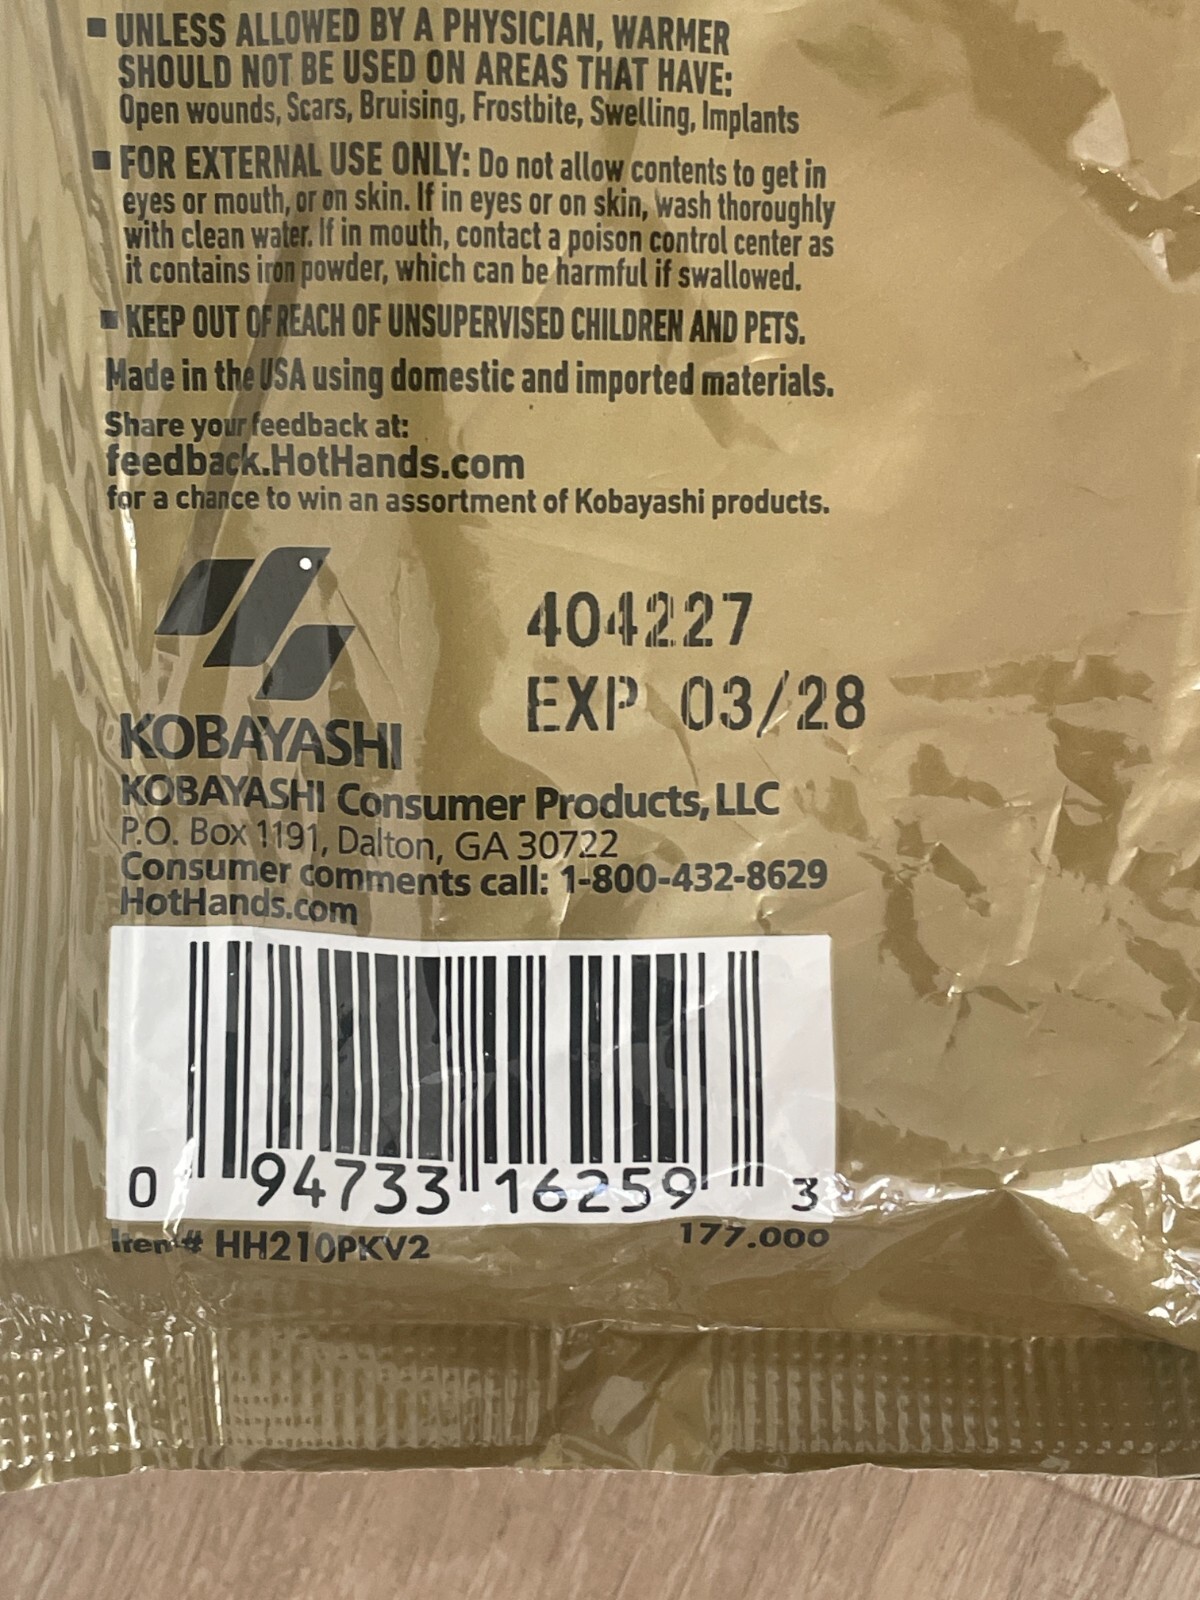 ▪ UNLESS ALLOWED BY A PHYSICIAN, WARMER
SHOULD NOT BE USED ON AREAS THAT HAVE:
Open wounds, Scars, Bruising, Frostbite, Swelling, Implants
▪ FOR EXTERNAL USE ONLY: Do not allow contents to get in
eyes or mouth, or on skin. If in eyes or on skin, wash thoroughly
with clean water. If in mouth, contact a poison control center as
it contains iron powder, which can be harmful if swallowed.
▪ KEEP OUT OF REACH OF UNSUPERVISED CHILDREN AND PETS.
Made in the USA using domestic and imported materials.
Share your feedback at:
feedback.HotHands.com
for a chance to win an assortment of Kobayashi products.
404227
EXP 03/28
KOBAYASHI
KOBAYASHI Consumer Products, LLC
P.O. Box 1191, Dalton, GA 30722
Consumer comments call: 1-800-432-8629
HotHands.com
0 94733 16259 3
Item# HH210PKV2 177.000